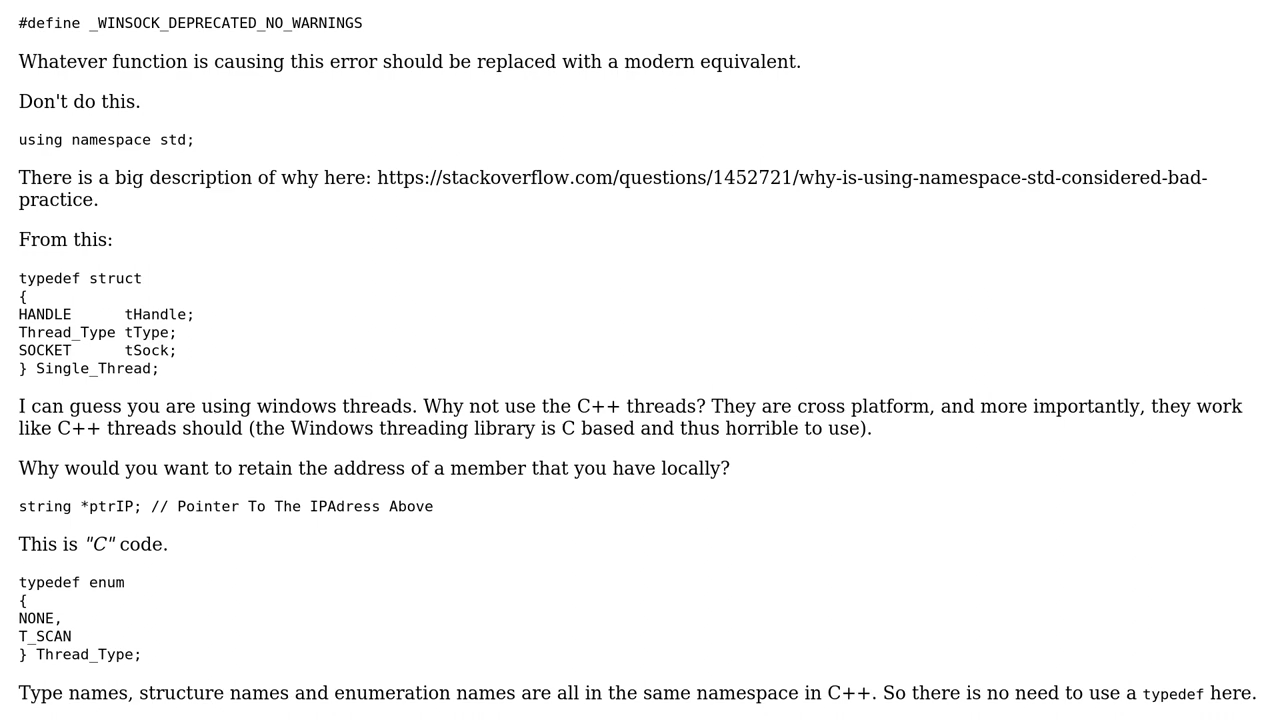 #define _WINSOCK_DEPRECATED_NO_WARNINGS
Whatever function is causing this error should be replaced with a modern equivalent.
Don't do this.
using namespace std;
There is a big description of why here: https://stackoverflow.com/questions/1452721/why-is-using-namespace-std-considered-bad-
practice.
From this:
typedef struct
{
HANDLE      tHandle;
Thread_Type tType;
SOCKET      tSock;
} Single_Thread;
I can guess you are using windows threads. Why not use the C++ threads? They are cross platform, and more importantly, they work
like C++ threads should (the Windows threading library is C based and thus horrible to use).
Why would you want to retain the address of a member that you have locally?
string *ptrIP; // Pointer To The IPAdress Above
This is "C" code.
typedef enum
{
NONE,
T_SCAN
} Thread_Type;
Type names, structure names and enumeration names are all in the same namespace in C++. So there is no need to use a typedef here.